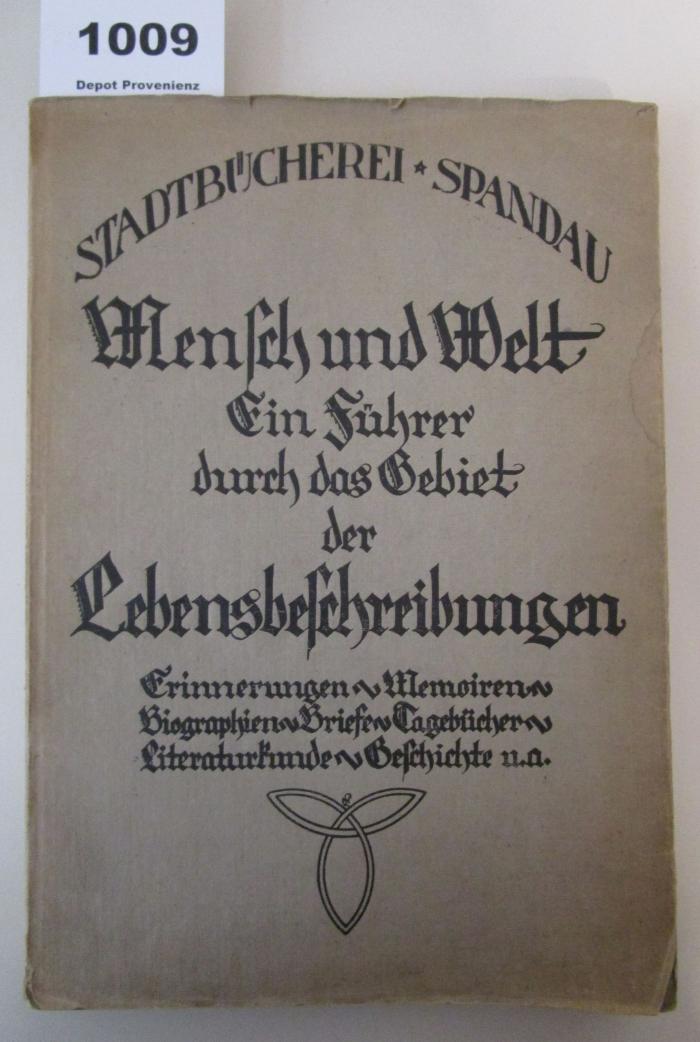 1009
Depot Provenienz
STADTBÜCHEREI * SPANDAU
Mensch und Welt
Ein Führer
durch das Gebiet
der
Lebensbeschreibungen
Erinnerungen ~ Memoiren ~
Biographien ~ Briefe ~ Tagebücher ~
Literaturkunde ~ Geschichte u.a.